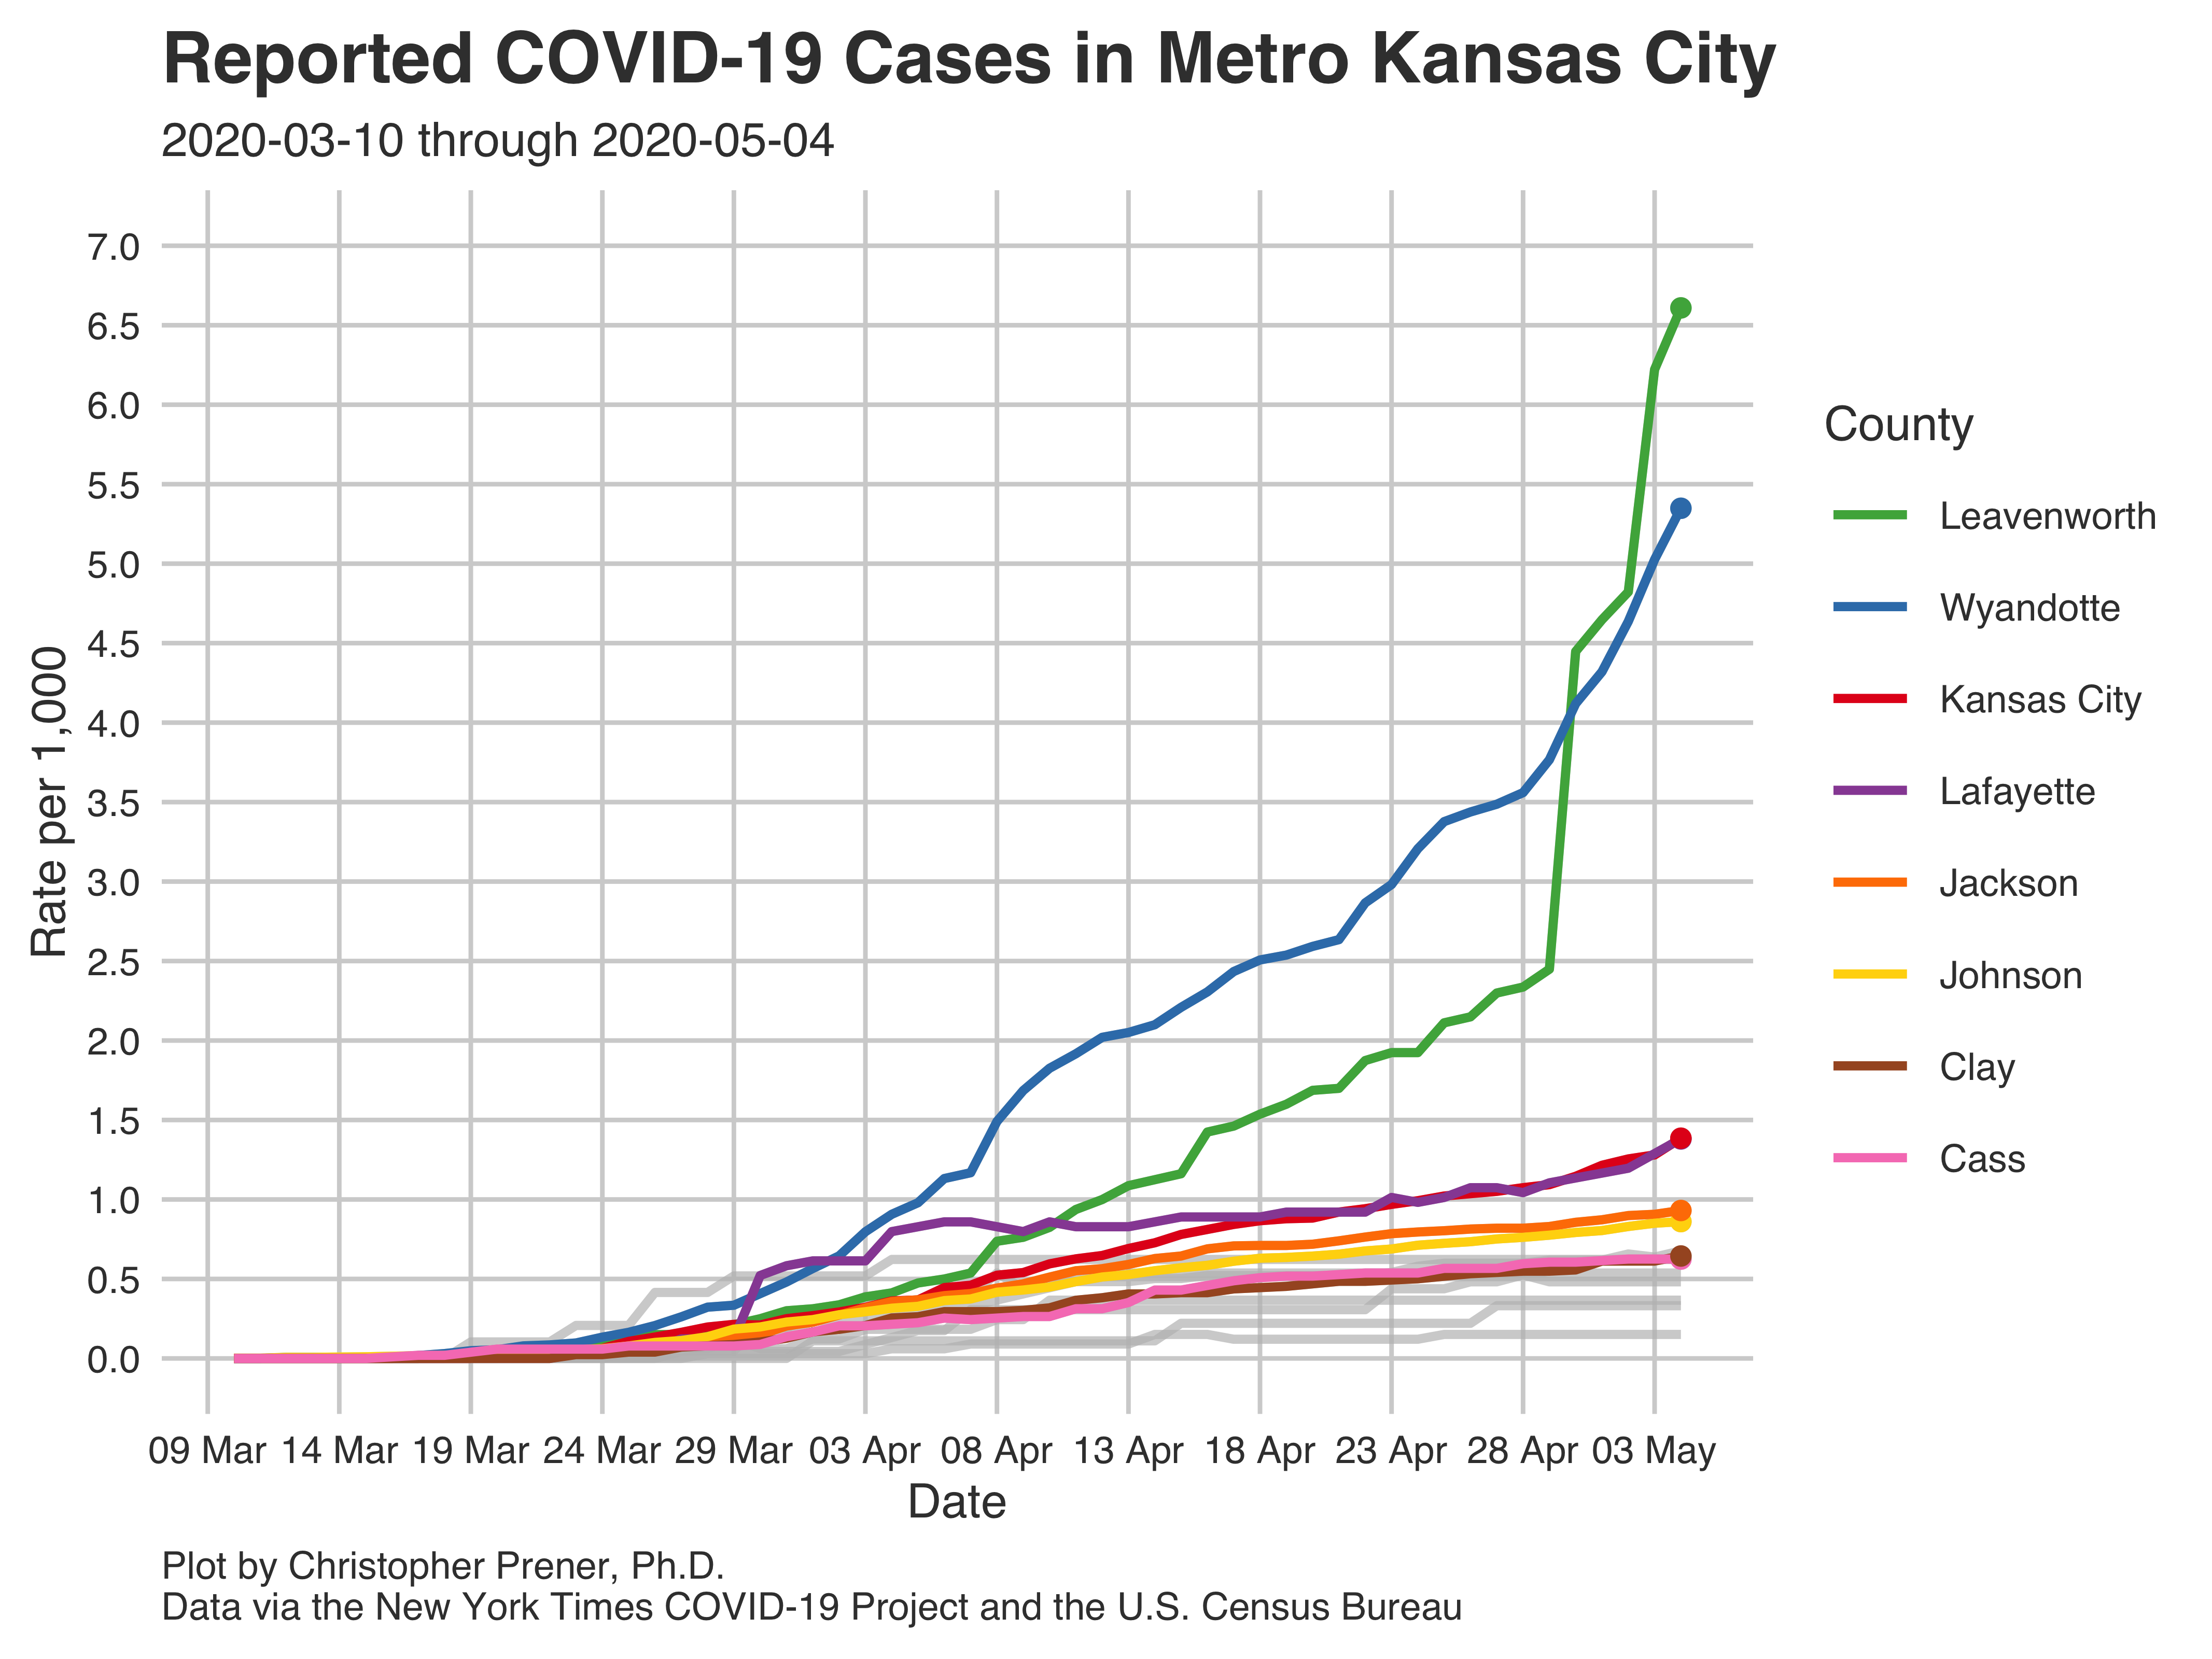 Reported COVID-19 Cases in Metro Kansas City
2020-03-10 through 2020-05-04
7.0
6.5
6.0
5.5
5.0
4.5
4.0
3.5
3.0
2.5
2.0
1.5
1.0
0.5
0.0
Rate per 1,000
09 Mar 14 Mar 19 Mar 24 Mar 29 Mar 03 Apr 08 Apr 13 Apr 18 Apr 23 Apr 28 Apr 03 May
Date
County
Leavenworth
Wyandotte
Kansas City
Lafayette
Jackson
Johnson
Clay
Cass
Plot by Christopher Prener, Ph.D.
Data via the New York Times COVID-19 Project and the U.S. Census Bureau